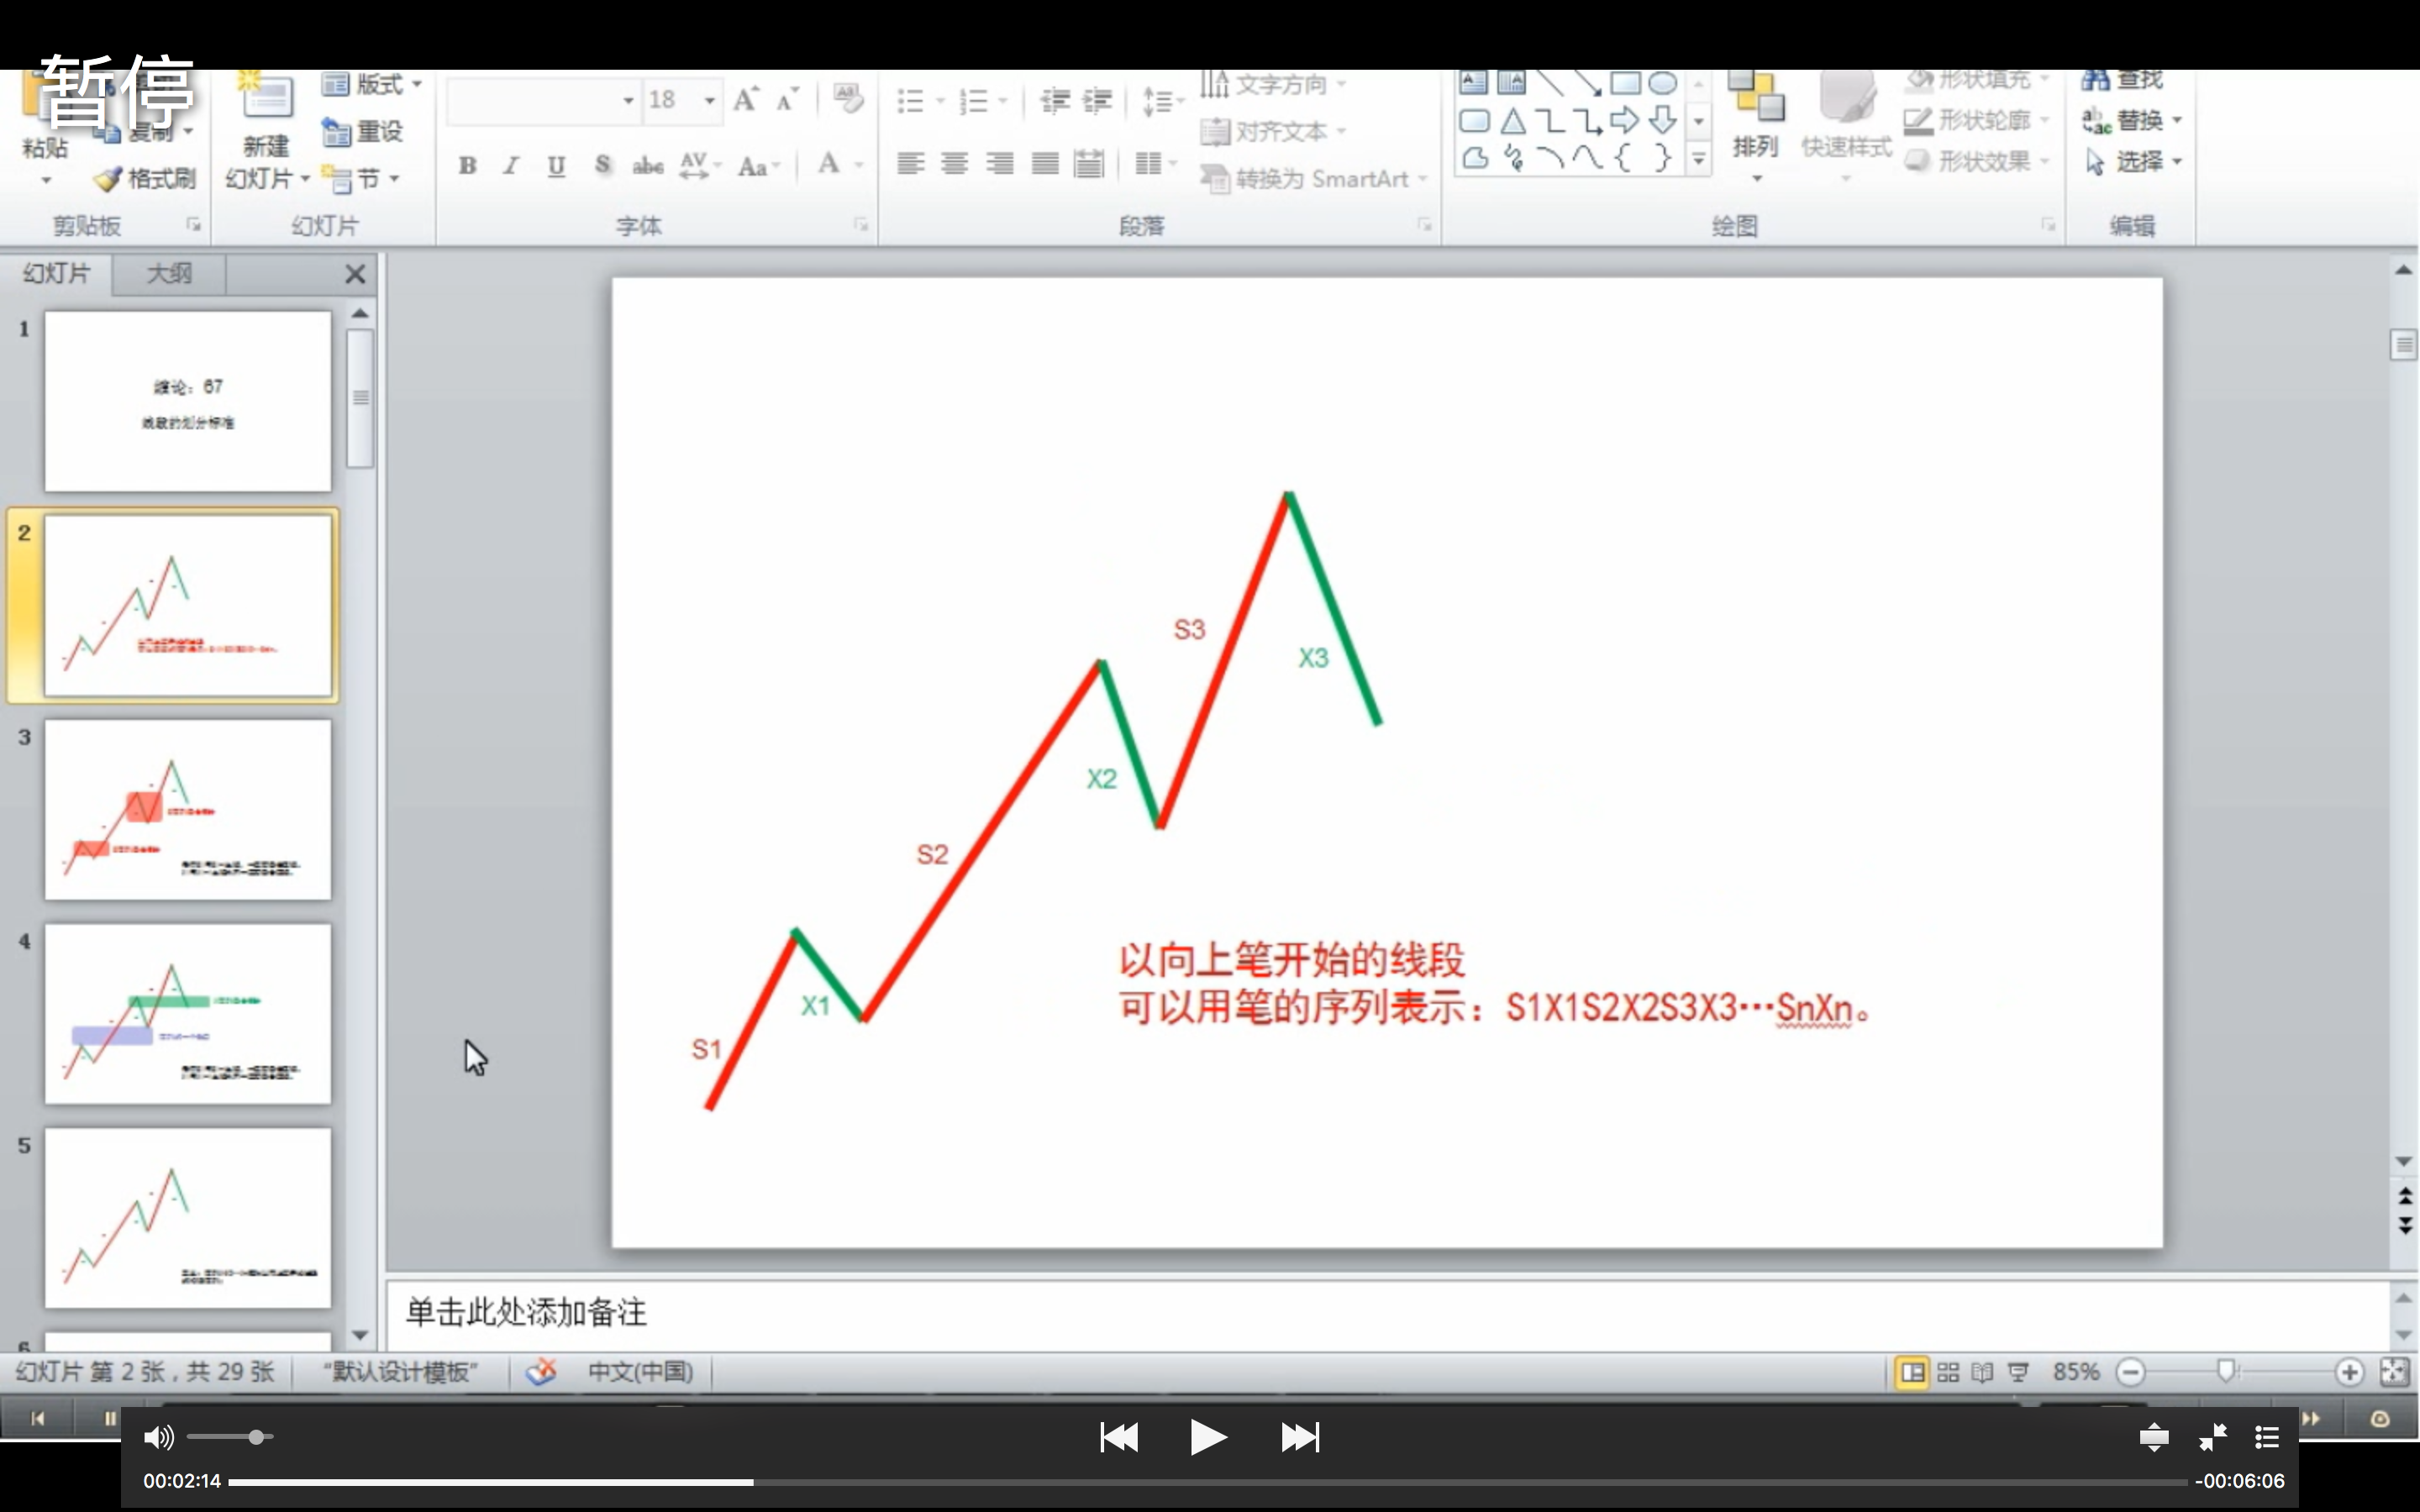 暂停
粘贴
复制
格式刷
剪贴板
新建
幻灯片
版式
重设
节
幻灯片
18
B I U S abc AV Aa A
字体
文字方向
对齐文本
转换为 SmartArt
段落
排列
快速样式
形状填充
形状轮廓
形状效果
绘图
查找
替换
选择
编辑
幻灯片
大纲
1
缠论：67
线段的划分标准
2
3
4
5
6
S1
X1
S2
X2
S3
X3
以向上笔开始的线段
可以用笔的序列表示：S1X1S2X2S3X3…SnXn。
单击此处添加备注
幻灯片 第 2 张，共 29 张
“默认设计模板”
中文(中国)
85%
00:02:14
-00:06:06